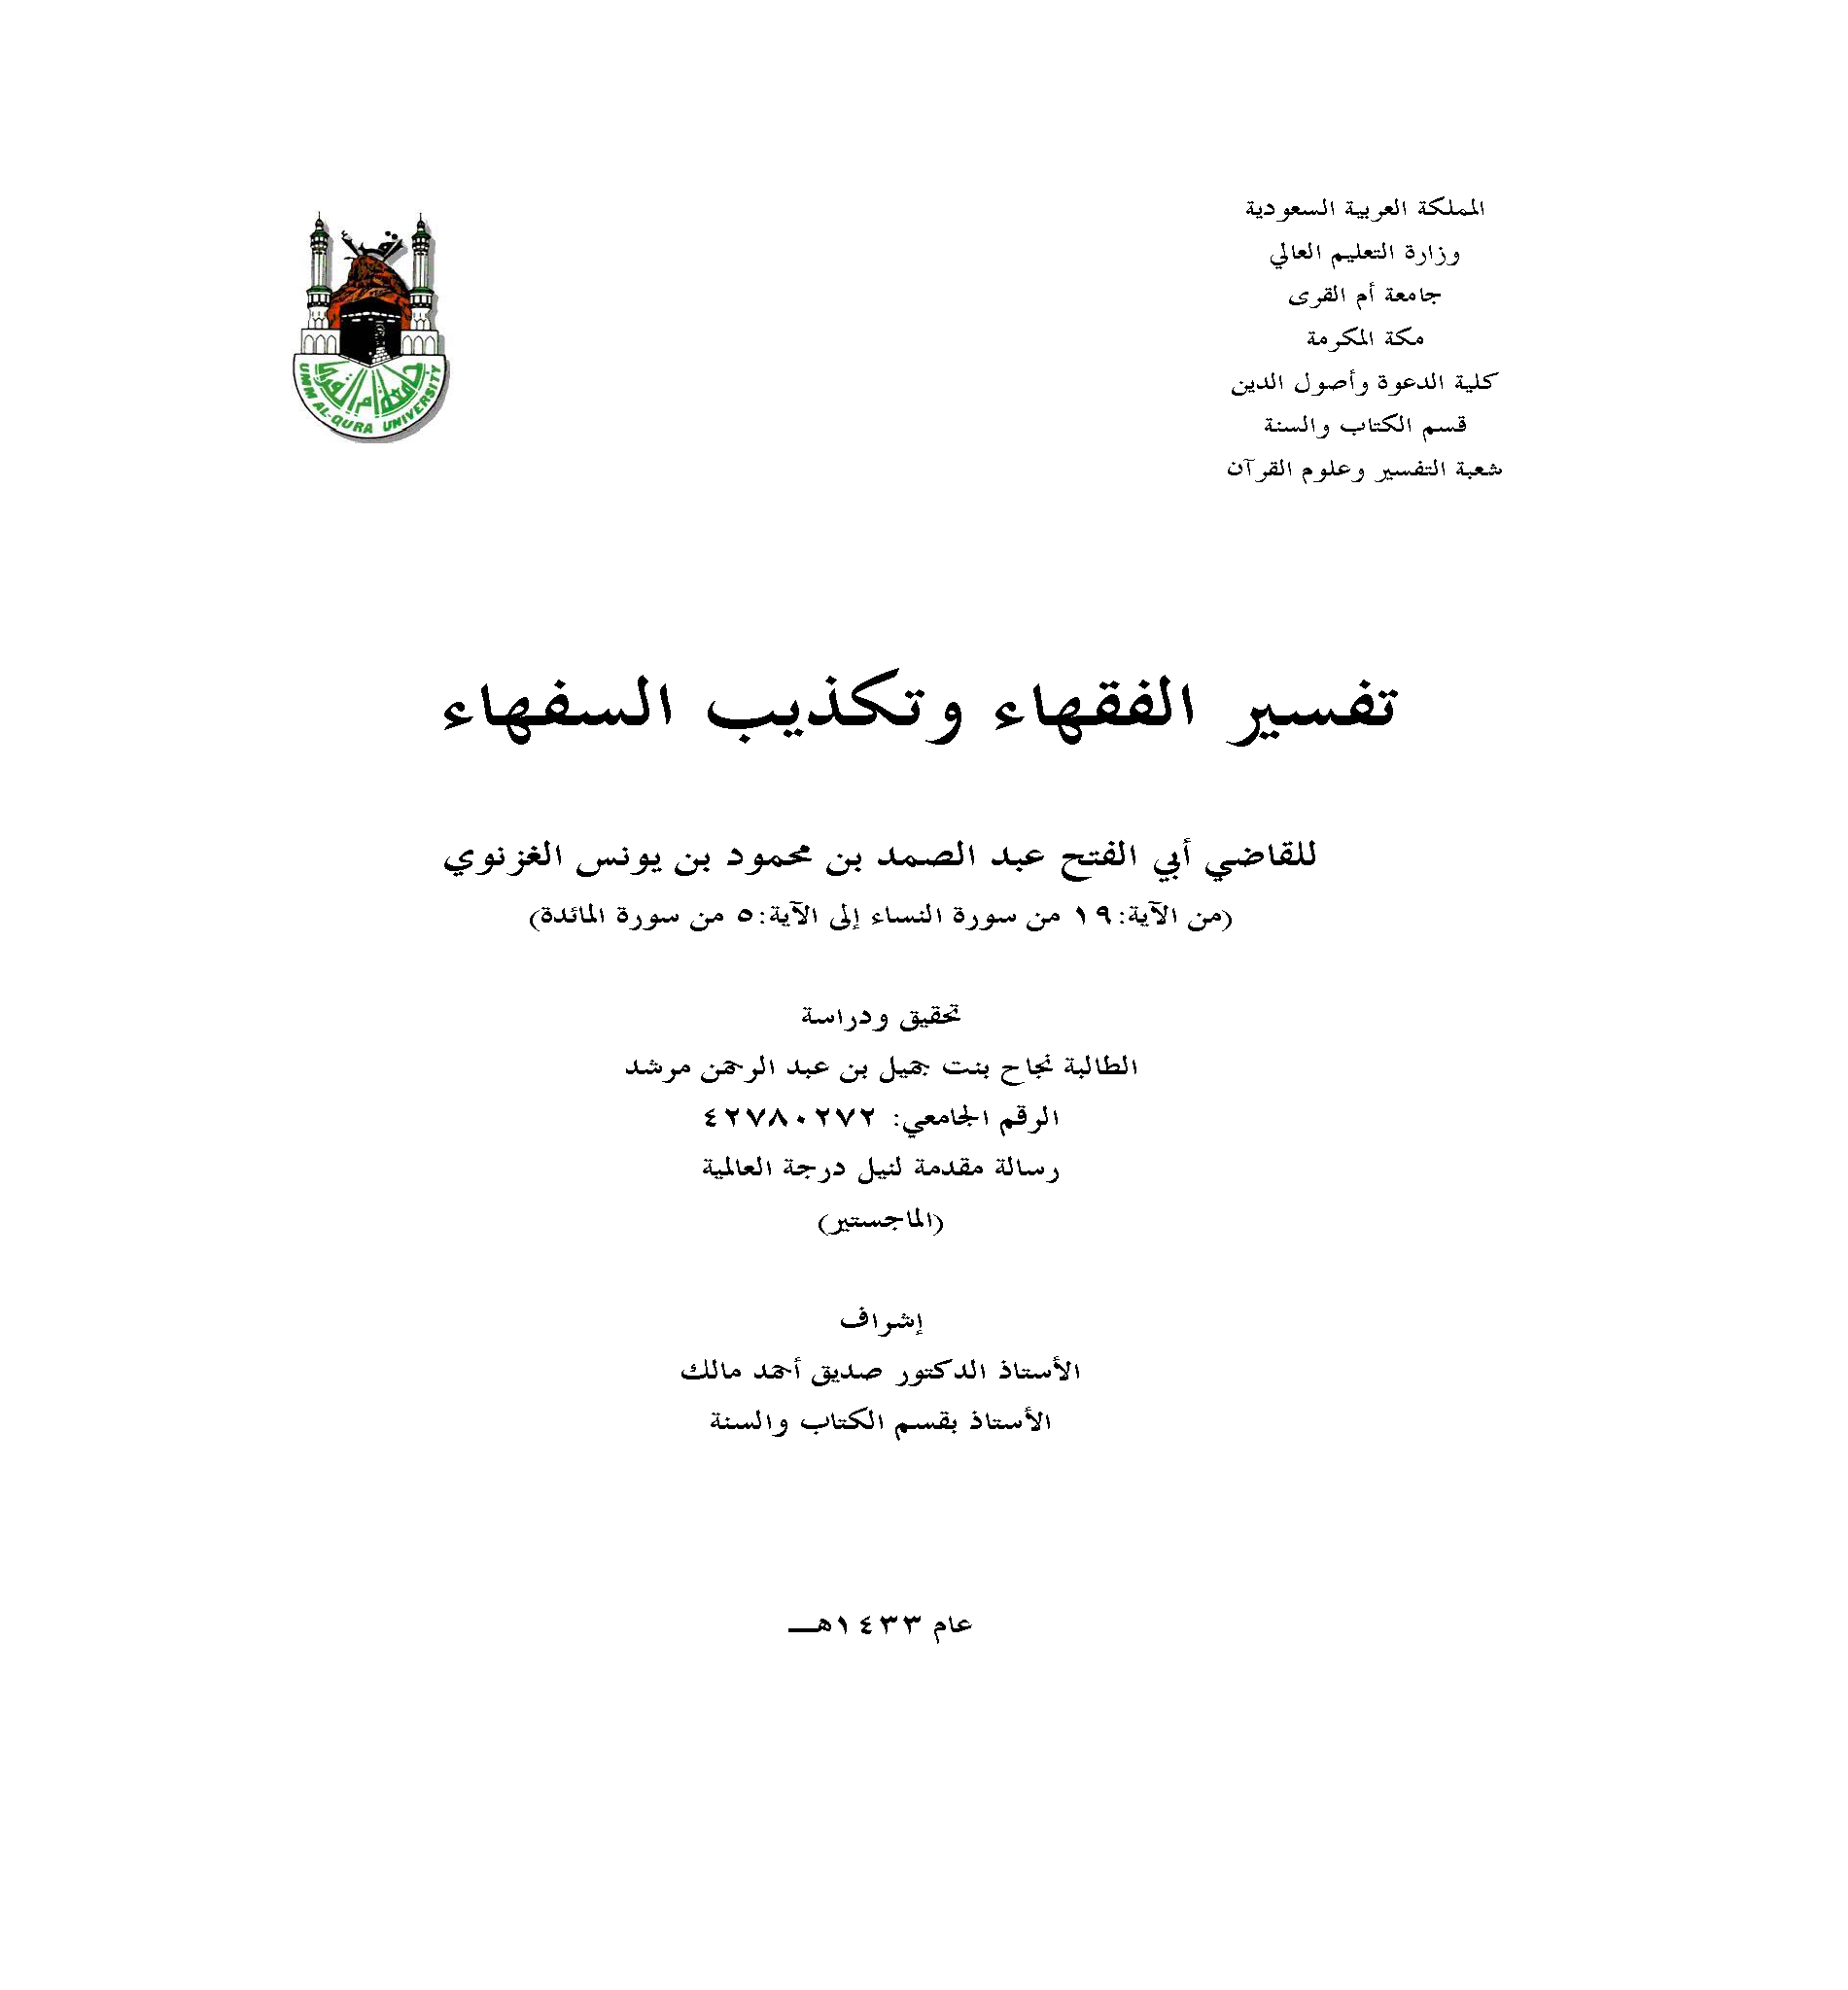 المملكة العربية السعودية
وزارة التعليم العالي
جامعة أم القرى
مكة المكرمة
كلية الدعوة وأصول الدين
قسم الكتاب والسنة
شعبة التفسير وعلوم القرآن
جامعة أم القرى
UMM AL-QURA UNIVERSITY
تفسير الفقهاء وتكذيب السفهاء
للقاضي أبي الفتح عبد الصمد بن محمود بن يونس الغزنوي
(من الآية:١٩ من سورة النساء إلى الآية:٥ من سورة المائدة)
تحقيق ودراسة
الطالبة نجاح بنت جميل بن عبد الرحمن مرشد
الرقم الجامعي: ٤٢٧٨٠٢٧٢
رسالة مقدمة لنيل درجة العالمية
(الماجستير)
إشراف
الأستاذ الدكتور صديق أحمد مالك
الأستاذ بقسم الكتاب والسنة
عام ١٤٣٣هـــ